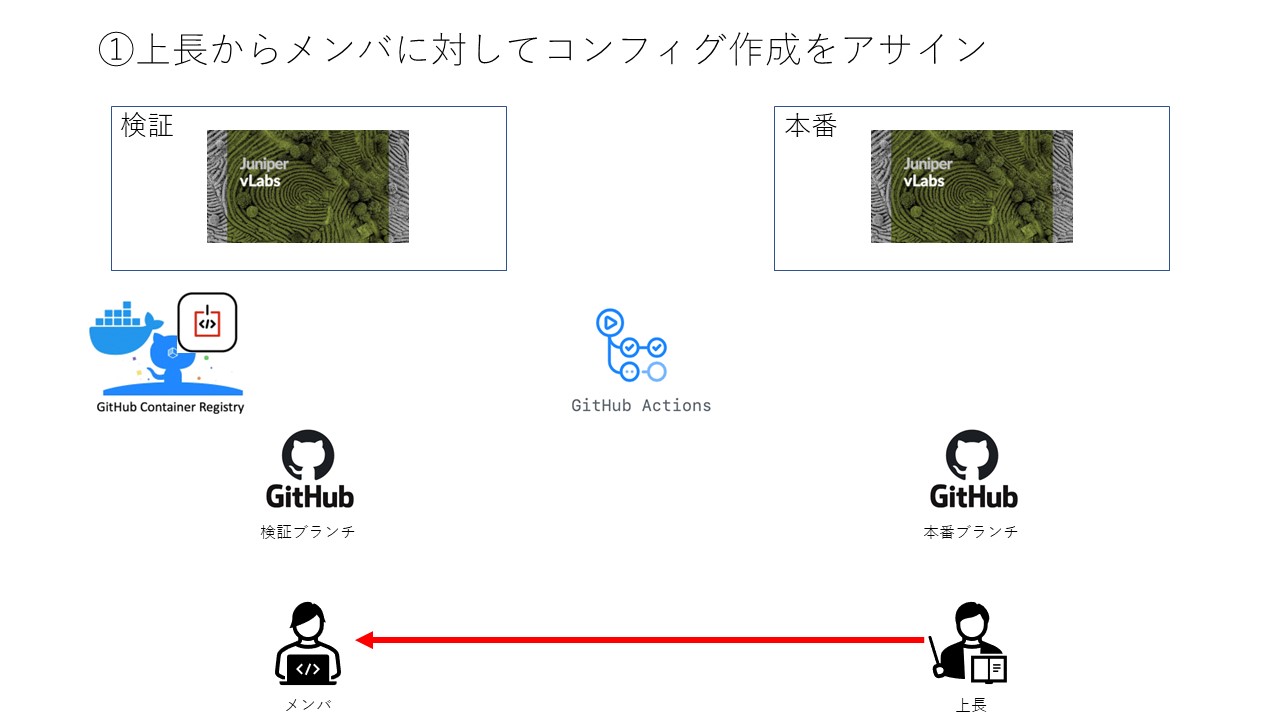 ①上長からメンバに対してコンフィグ作成をアサイン
検証
Juniper
vLabs
本番
Juniper
vLabs
</>
GitHub Container Registry
GitHub Actions
GitHub
検証ブランチ
GitHub
本番ブランチ
</>
メンバ
上長